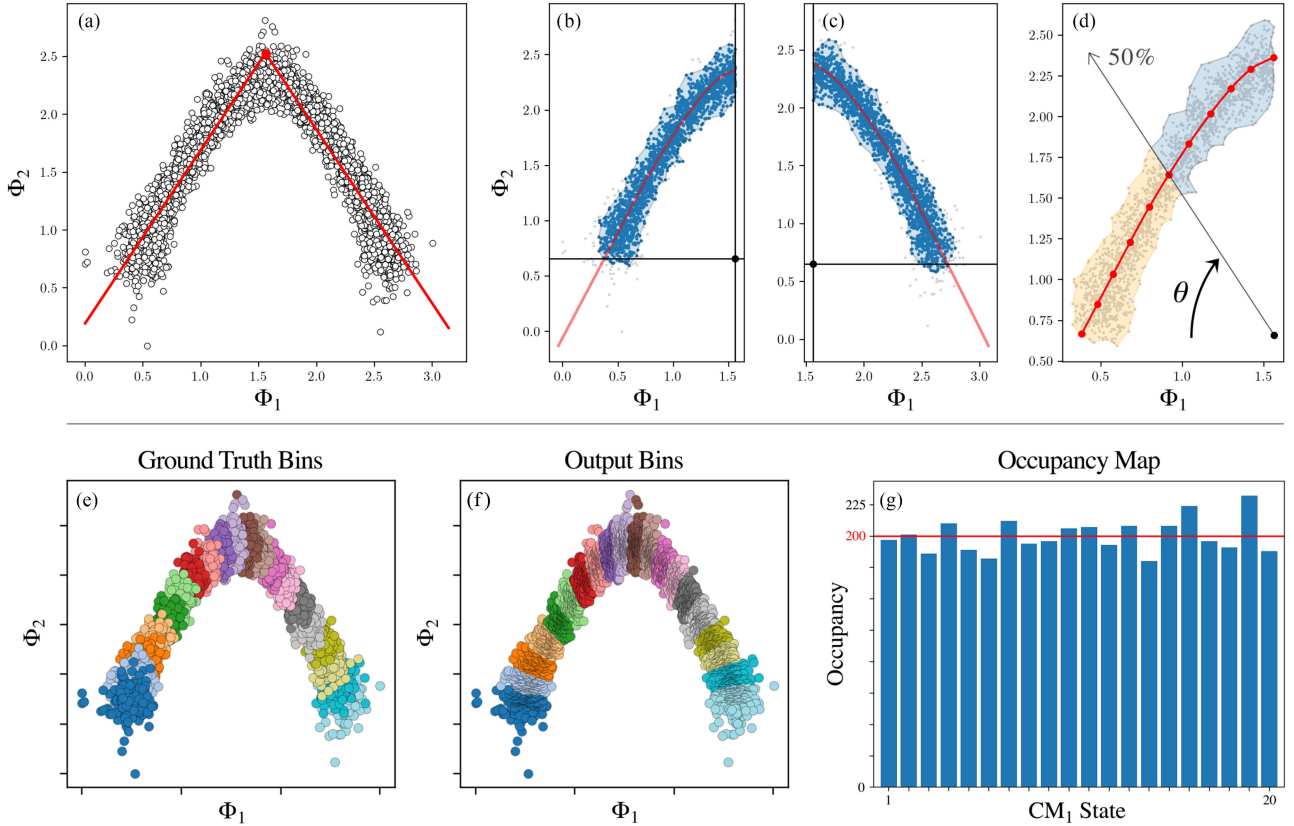 (a)
Φ2
2.5
2.0
1.5
1.0
0.5
0.0
0.0 0.5 1.0 1.5 2.0 2.5 3.0
Φ1
(b)
Φ2
2.5
2.0
1.5
1.0
0.5
0.0
0.0 0.5 1.0 1.5
Φ1
(c)
2.5
2.0
1.5
1.0
0.5
0.0
1.5 2.0 2.5 3.0
Φ1
(d)
50%
θ
2.50
2.25
2.00
1.75
1.50
1.25
1.00
0.75
0.50
0.5 1.0 1.5
Φ1
Ground Truth Bins
(e)
Φ2
Φ1
Output Bins
(f)
Φ2
Φ1
Occupancy Map
(g)
225
200
0
Occupancy
1 20
CM1 State